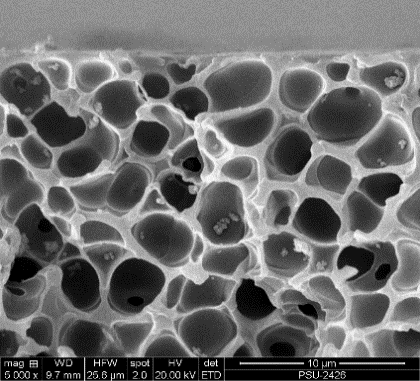 mag WD HFW spot HV det 10 µm
5 000 x 9.7 mm 25.6 µm 2.0 20.00 kV ETD PSU-2426